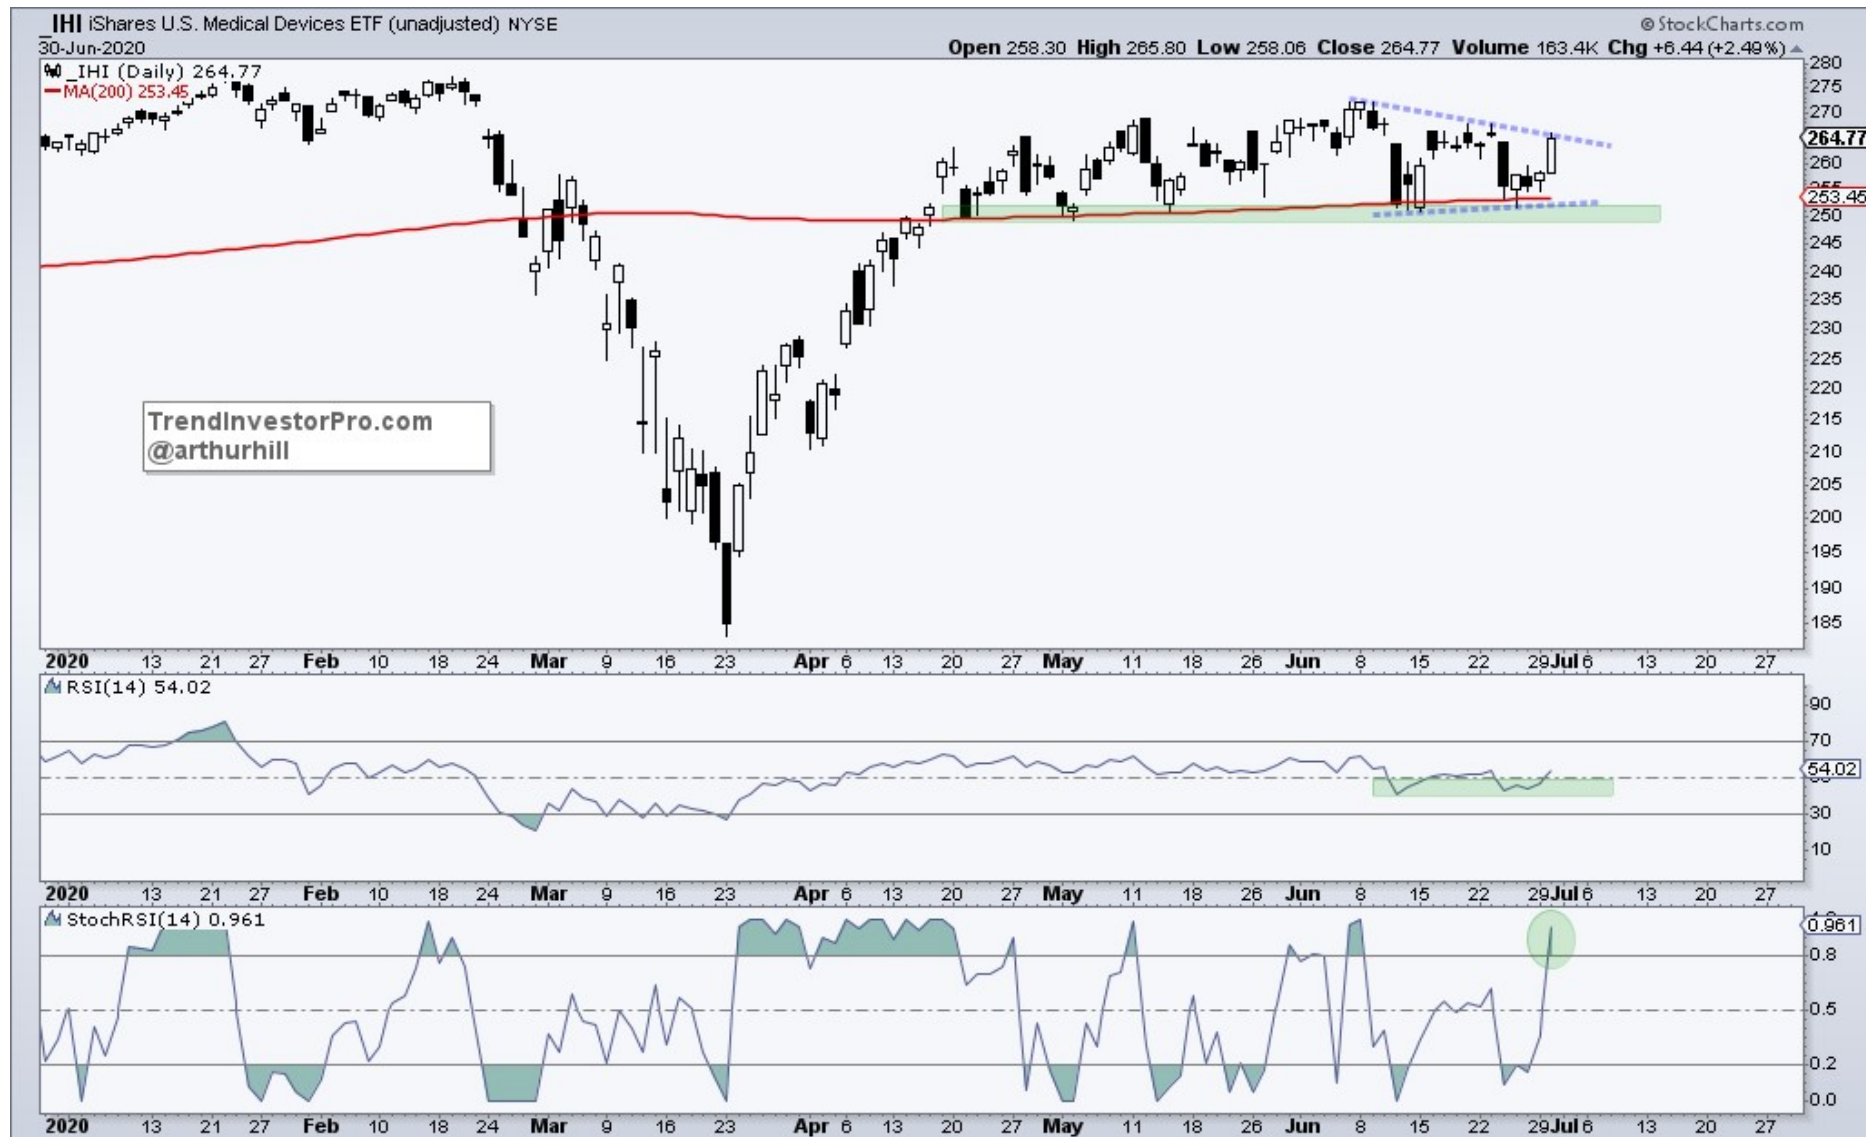 _IHI iShares U.S. Medical Devices ETF (unadjusted) NYSE © StockCharts.com
30-Jun-2020 Open 258.30 High 265.80 Low 258.06 Close 264.77 Volume 163.4K Chg +6.44 (+2.49%)
_IHI (Daily) 264.77
MA(200) 253.45
280
275
270
264.77
260
253.45
250
245
240
235
230
225
220
215
210
205
200
195
190
185
TrendInvestorPro.com
@arthurhill
2020 13 21 27 Feb 10 18 24 Mar 9 16 23 Apr 6 13 20 27 May 11 18 26 Jun 8 15 22 29 Jul 6 13 20 27
RSI(14) 54.02
90
70
54.02
30
10
2020 13 21 27 Feb 10 18 24 Mar 9 16 23 Apr 6 13 20 27 May 11 18 26 Jun 8 15 22 29 Jul 6 13 20 27
StochRSI(14) 0.961
0.961
0.8
0.5
0.2
0.0
2020 13 21 27 Feb 10 18 24 Mar 9 16 23 Apr 6 13 20 27 May 11 18 26 Jun 8 15 22 29 Jul 6 13 20 27